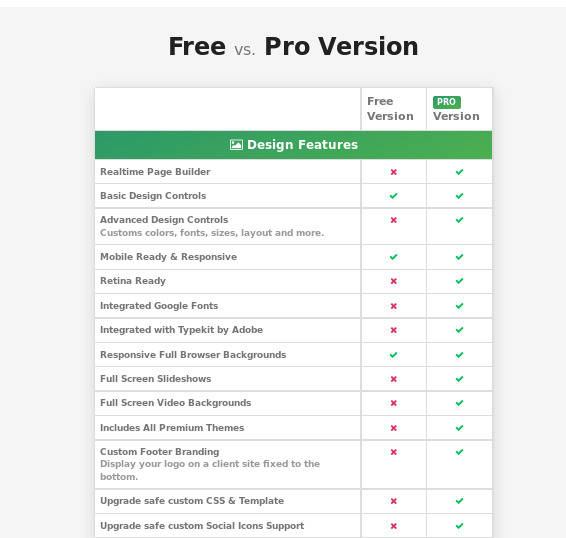 Free vs. Pro Version
Free
Version
PRO
Version
Design Features
Realtime Page Builder
Basic Design Controls
Advanced Design Controls
Customs colors, fonts, sizes, layout and more.
Mobile Ready & Responsive
Retina Ready
Integrated Google Fonts
Integrated with Typekit by Adobe
Responsive Full Browser Backgrounds
Full Screen Slideshows
Full Screen Video Backgrounds
Includes All Premium Themes
Custom Footer Branding
Display your logo on a client site fixed to the
bottom.
Upgrade safe custom CSS & Template
Upgrade safe custom Social Icons Support